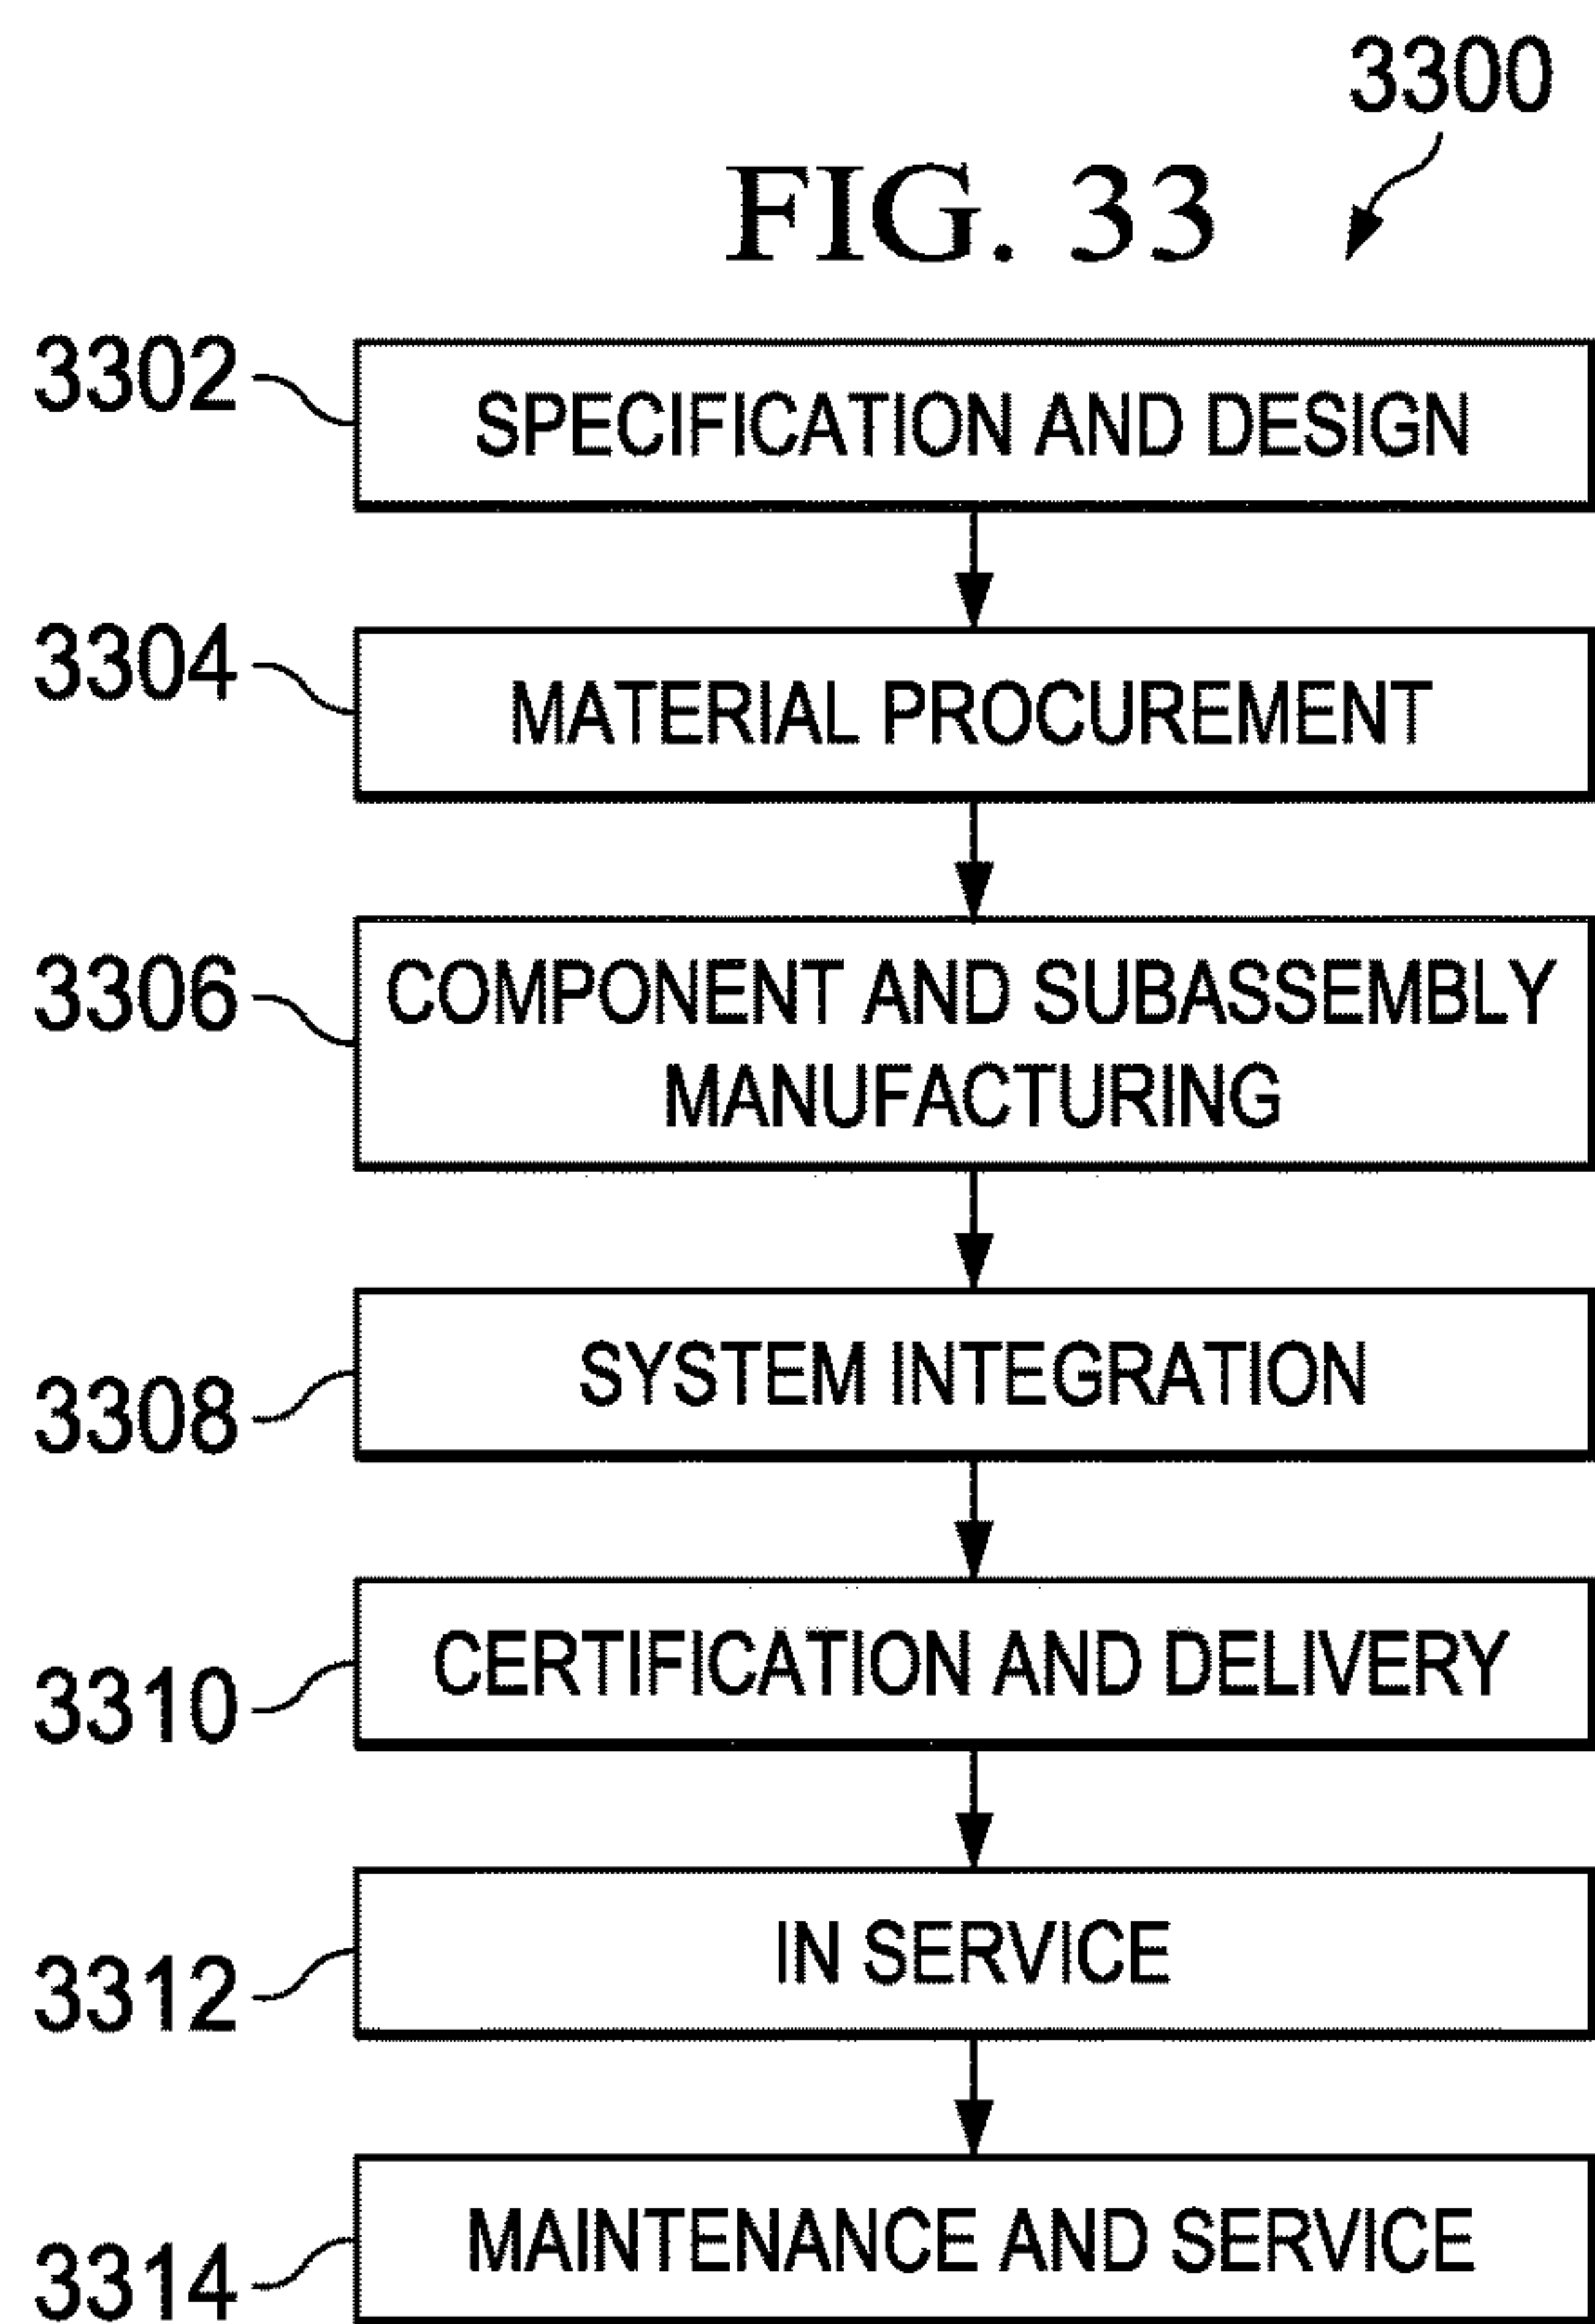 3300
FIG. 33
3302
SPECIFICATION AND DESIGN
3304
MATERIAL PROCUREMENT
3306
COMPONENT AND SUBASSEMBLY
MANUFACTURING
3308
SYSTEM INTEGRATION
3310
CERTIFICATION AND DELIVERY
3312
IN SERVICE
3314
MAINTENANCE AND SERVICE